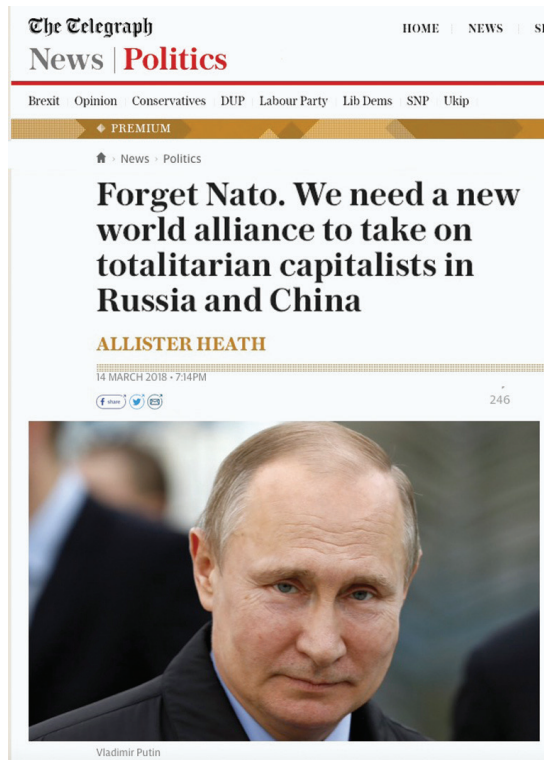 The Telegraph
HOME NEWS
News | Politics
Brexit Opinion Conservatives DUP Labour Party Lib Dems SNP Ukip
PREMIUM
News › Politics
Forget Nato. We need a new
world alliance to take on
totalitarian capitalists in
Russia and China
ALLISTER HEATH
14 MARCH 2018 • 7:14PM
share
246
Vladimir Putin